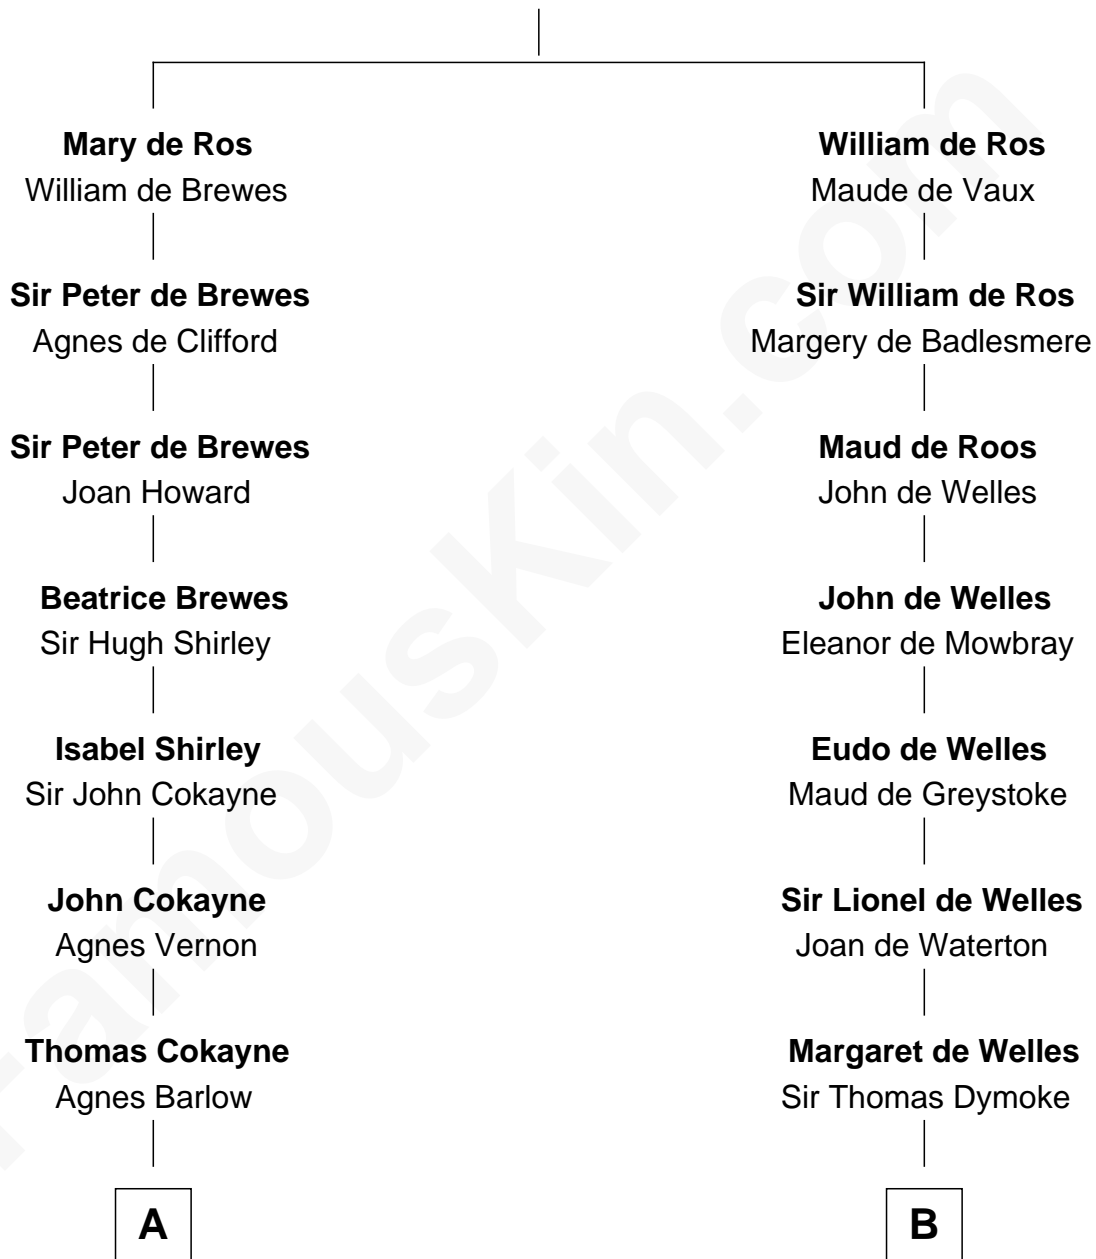 Mary de Ros
William de Brewes
Sir Peter de Brewes
Agnes de Clifford
Sir Peter de Brewes
Joan Howard
Beatrice Brewes
Sir Hugh Shirley
Isabel Shirley
Sir John Cokayne
John Cokayne
Agnes Vernon
Thomas Cokayne
Agnes Barlow
A
William de Ros
Maude de Vaux
Sir William de Ros
Margery de Badlesmere
Maud de Roos
John de Welles
John de Welles
Eleanor de Mowbray
Eudo de Welles
Maud de Greystoke
Sir Lionel de Welles
Joan de Waterton
Margaret de Welles
Sir Thomas Dymoke
B
FamousKin.com